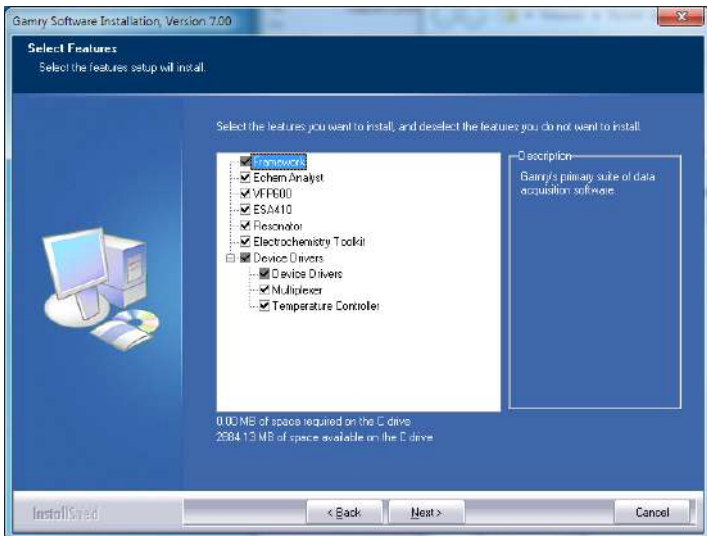 Gamry Software Installation, Version 7.00
Select Features
Select the features setup will install.
Select the features you want to install, and deselect the features you do not want to install.
Framework
Echem Analyst
VFP600
ESA410
Resonator
Electrochemistry Toolkit
Device Drivers
Device Drivers
Multiplexer
Temperature Controller
Description
Gamry's primary suite of data
acquisition software.
0.00 MB of space required on the C drive
2884.13 MB of space available on the C drive
InstallShield
< Back
Next >
Cancel